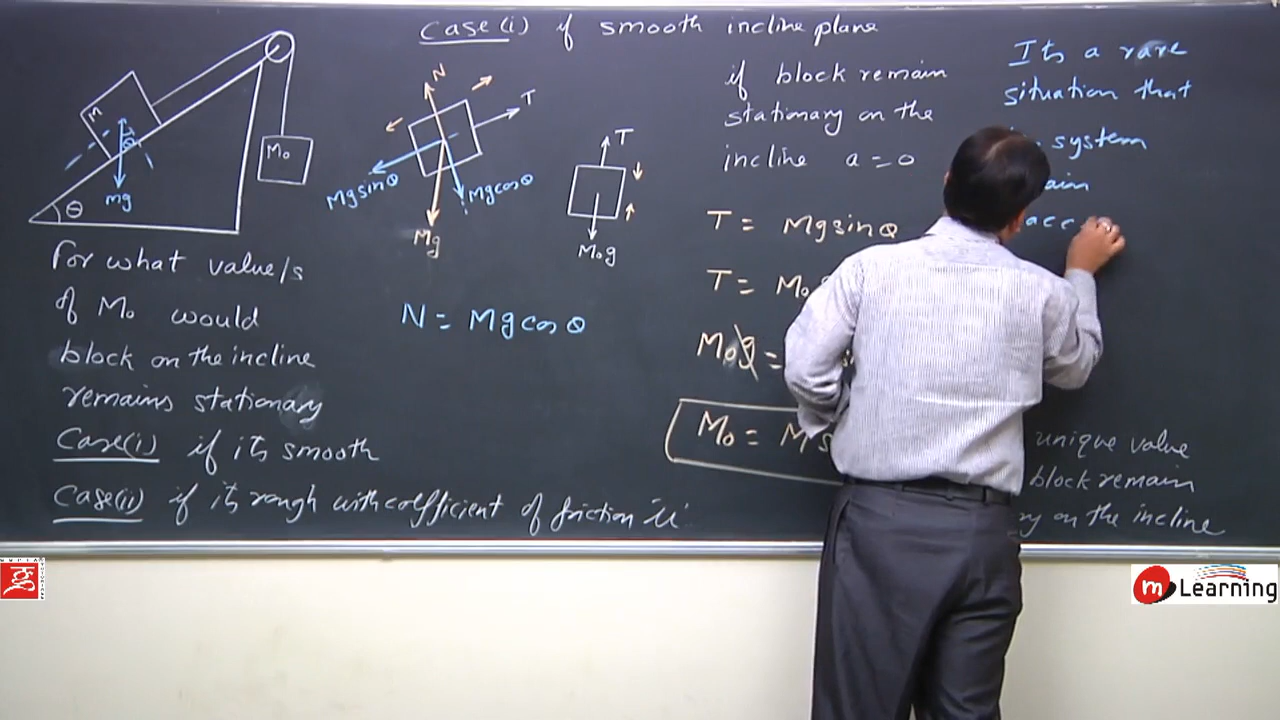 Case(i) if smooth incline plane
M
mg
θ
M₀
N
T
Mgsinθ
Mgcosθ
Mg
T
M₀g
For what value/s
of M₀ would
block on the incline
remains stationary
Case(i) if its smooth
Case(ii) if its rough with coefficient of friction 'μ'
N = Mgcosθ
if block remain
stationary on the
incline a=0
T = Mgsinθ
T = M₀
M₀g =
M₀ = M
Its a rare
situation that
system
acc
unique value
block remain
on the incline
m Learning